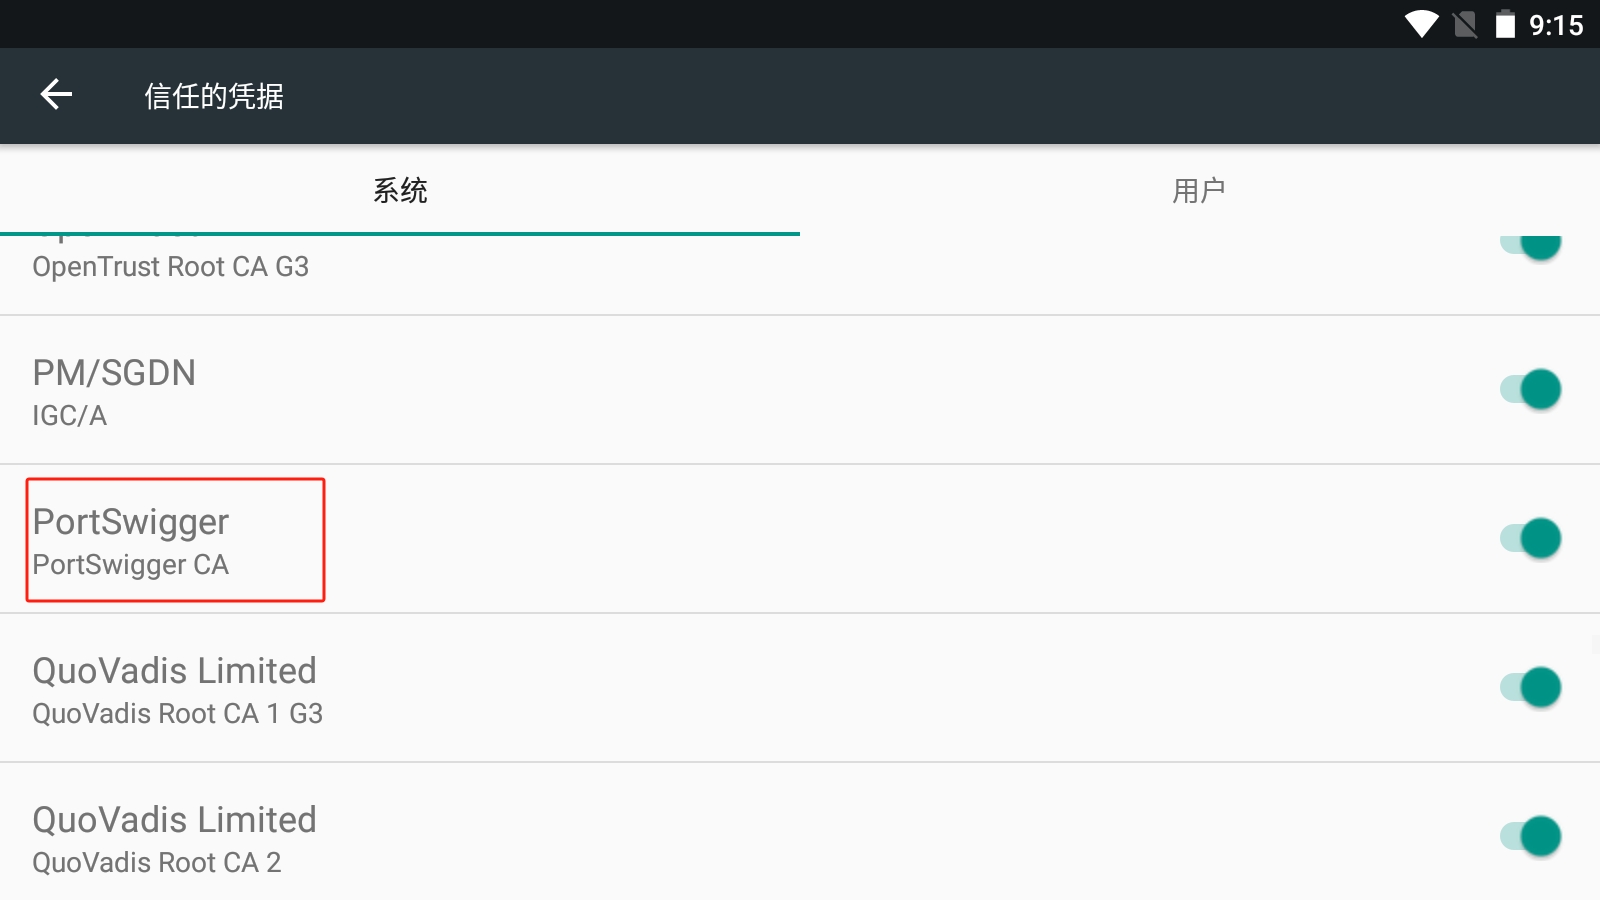 9:15
信任的凭据
系统
用户
OpenTrust Root CA G3
PM/SGDN
IGC/A
PortSwigger
PortSwigger CA
QuoVadis Limited
QuoVadis Root CA 1 G3
QuoVadis Limited
QuoVadis Root CA 2